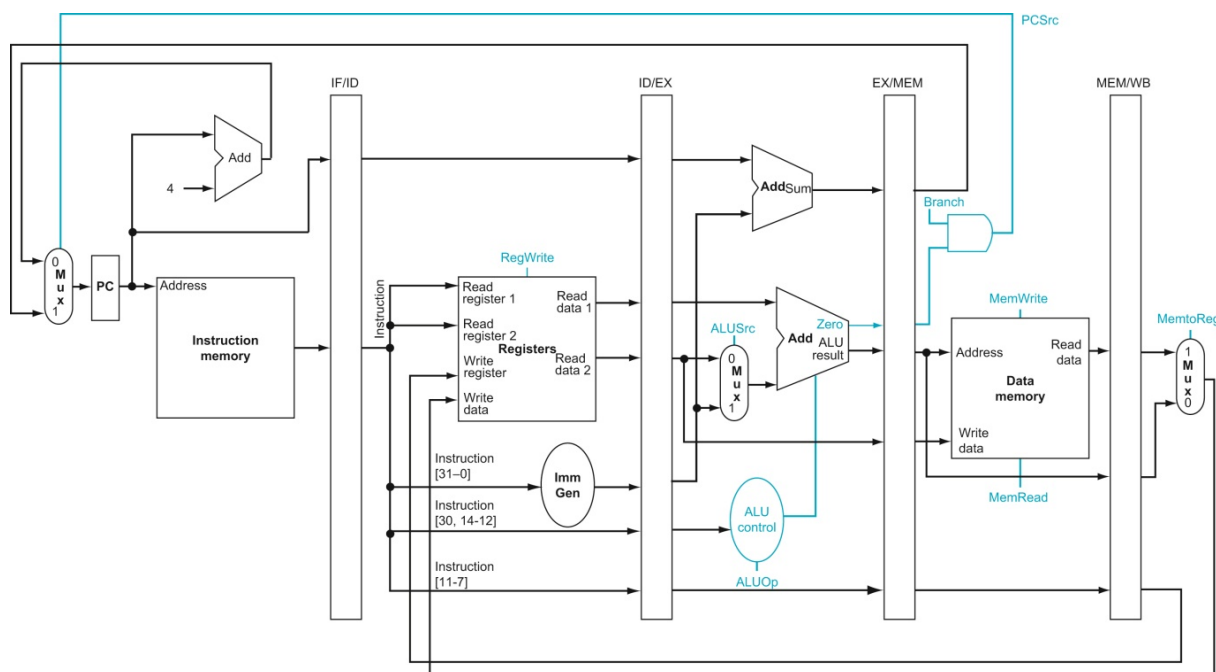 PCSrc
IF/ID
ID/EX
EX/MEM
MEM/WB
Add
4
Add Sum
Branch
0
Mux
1
PC
Address
Instruction
memory
Instruction
RegWrite
Read
register 1
Read
data 1
Read
register 2
Registers
Write
register
Read
data 2
Write
data
ALUSrc
0
Mux
1
Zero
Add
ALU
result
MemWrite
Address
Read
data
Data
memory
Write
data
MemRead
MemtoReg
1
Mux
0
Instruction
[31–0]
Imm
Gen
Instruction
[30, 14-12]
ALU
control
Instruction
[11-7]
ALUOp